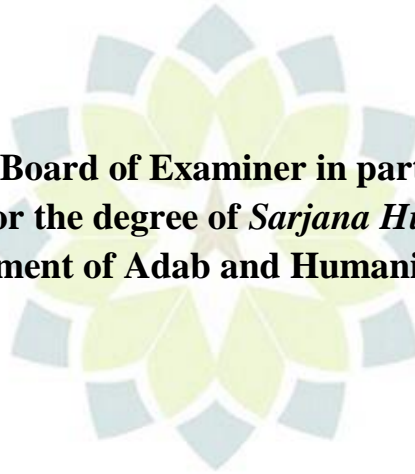 Board of Examiner in part
or the degree of Sarjana Hu
ment of Adab and Humani